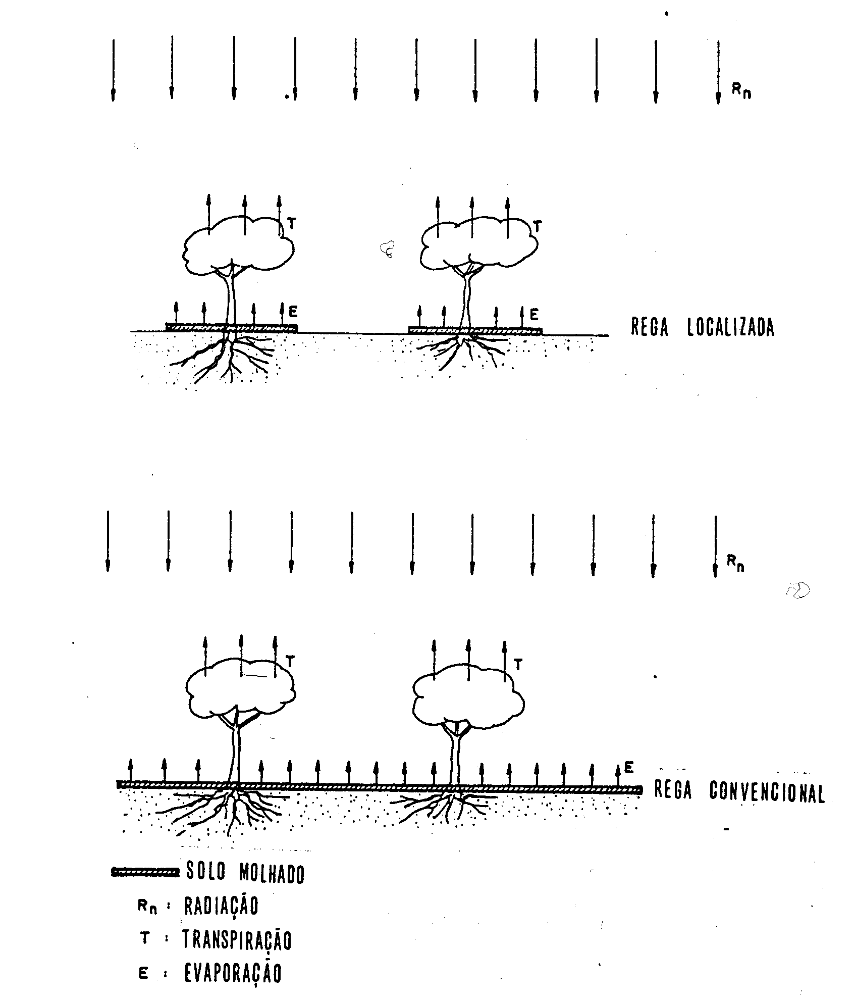 Rn
T
T
E
E
REGA LOCALIZADA
Rn
T
T
E
REGA CONVENCIONAL
SOLO MOLHADO
Rn : RADIAÇÃO
T : TRANSPIRAÇÃO
E : EVAPORAÇÃO